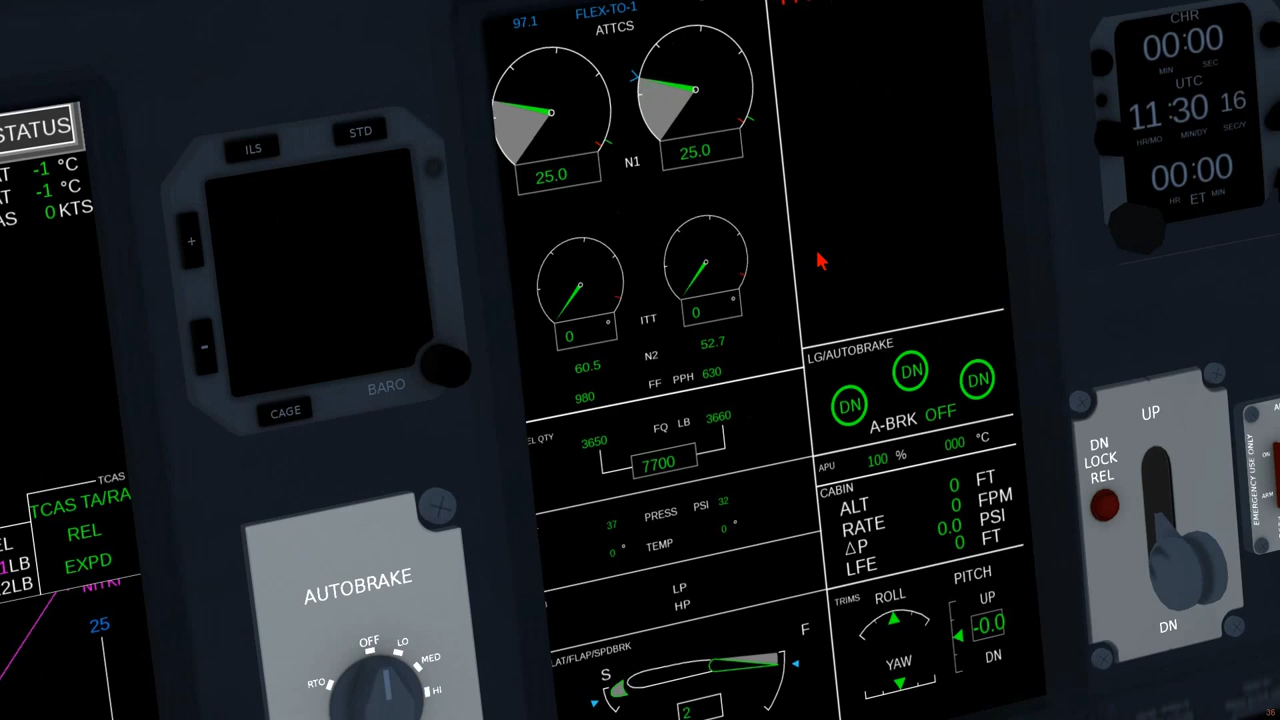 STATUS
-1 °C
-1 °C
0 KTS
TCAS
TCAS TA/RA
REL
EXPD
LB
2LB
25
ILS
STD
+
-
BARO
CAGE
AUTOBRAKE
RTO
OFF
LO
MED
HI
97.1
FLEX-TO-1
ATTCS
25.0
N1
25.0
0 °
ITT
0 °
60.5
N2
52.7
980
FF PPH
630
3650
FQ LB
3660
7700
37
PRESS PSI
32
0 °
TEMP
0 °
LP
HP
LAT/FLAP/SPDBRK
S
F
2
LG/AUTOBRAKE
DN
DN
DN
A-BRK OFF
APU 100 % 000 °C
CABIN
ALT 0 FT
RATE 0 FPM
ΔP 0.0 PSI
LFE 0 FT
TRIMS
ROLL
PITCH
UP
-0.0
DN
YAW
CHR
00:00
MIN SEC
UTC
11:30 16
HR/MO MIN/DY SEC/Y
00:00
HR ET MIN
UP
DN
LOCK
REL
DN
EMERGENCY USE ONLY
36